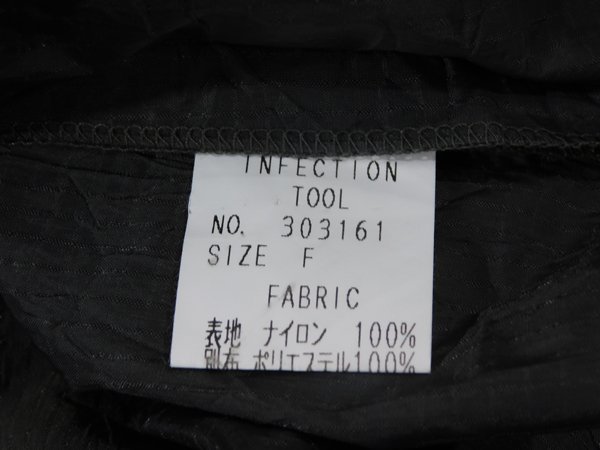 INFECTION
TOOL
NO. 303161
SIZE F
FABRIC
表地 ナイロン 100%
別布 ポリエステル100%